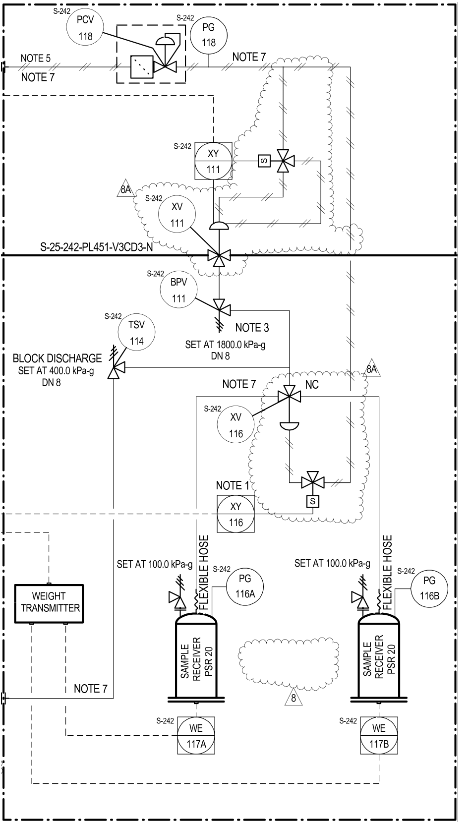 S-242
PCV
118
S-242
PG
118
NOTE 5
NOTE 7
NOTE 7
S-242
XY
111
S
8A
S-242
XV
111
S-25-242-PL451-V3CD3-N
S-242
BPV
111
NOTE 3
SET AT 1800.0 kPa-g
DN 8
S-242
TSV
114
BLOCK DISCHARGE
SET AT 400.0 kPa-g
DN 8
8A
NOTE 7
NC
S-242
XV
116
NOTE 1
S
XY
116
SET AT 100.0 kPa-g
FLEXIBLE HOSE
S-242
PG
116A
SET AT 100.0 kPa-g
FLEXIBLE HOSE
S-242
PG
116B
WEIGHT
TRANSMITTER
SAMPLE
RECEIVER
PSR 20
SAMPLE
RECEIVER
PSR 20
NOTE 7
8
S-242
WE
117A
S-242
WE
117B